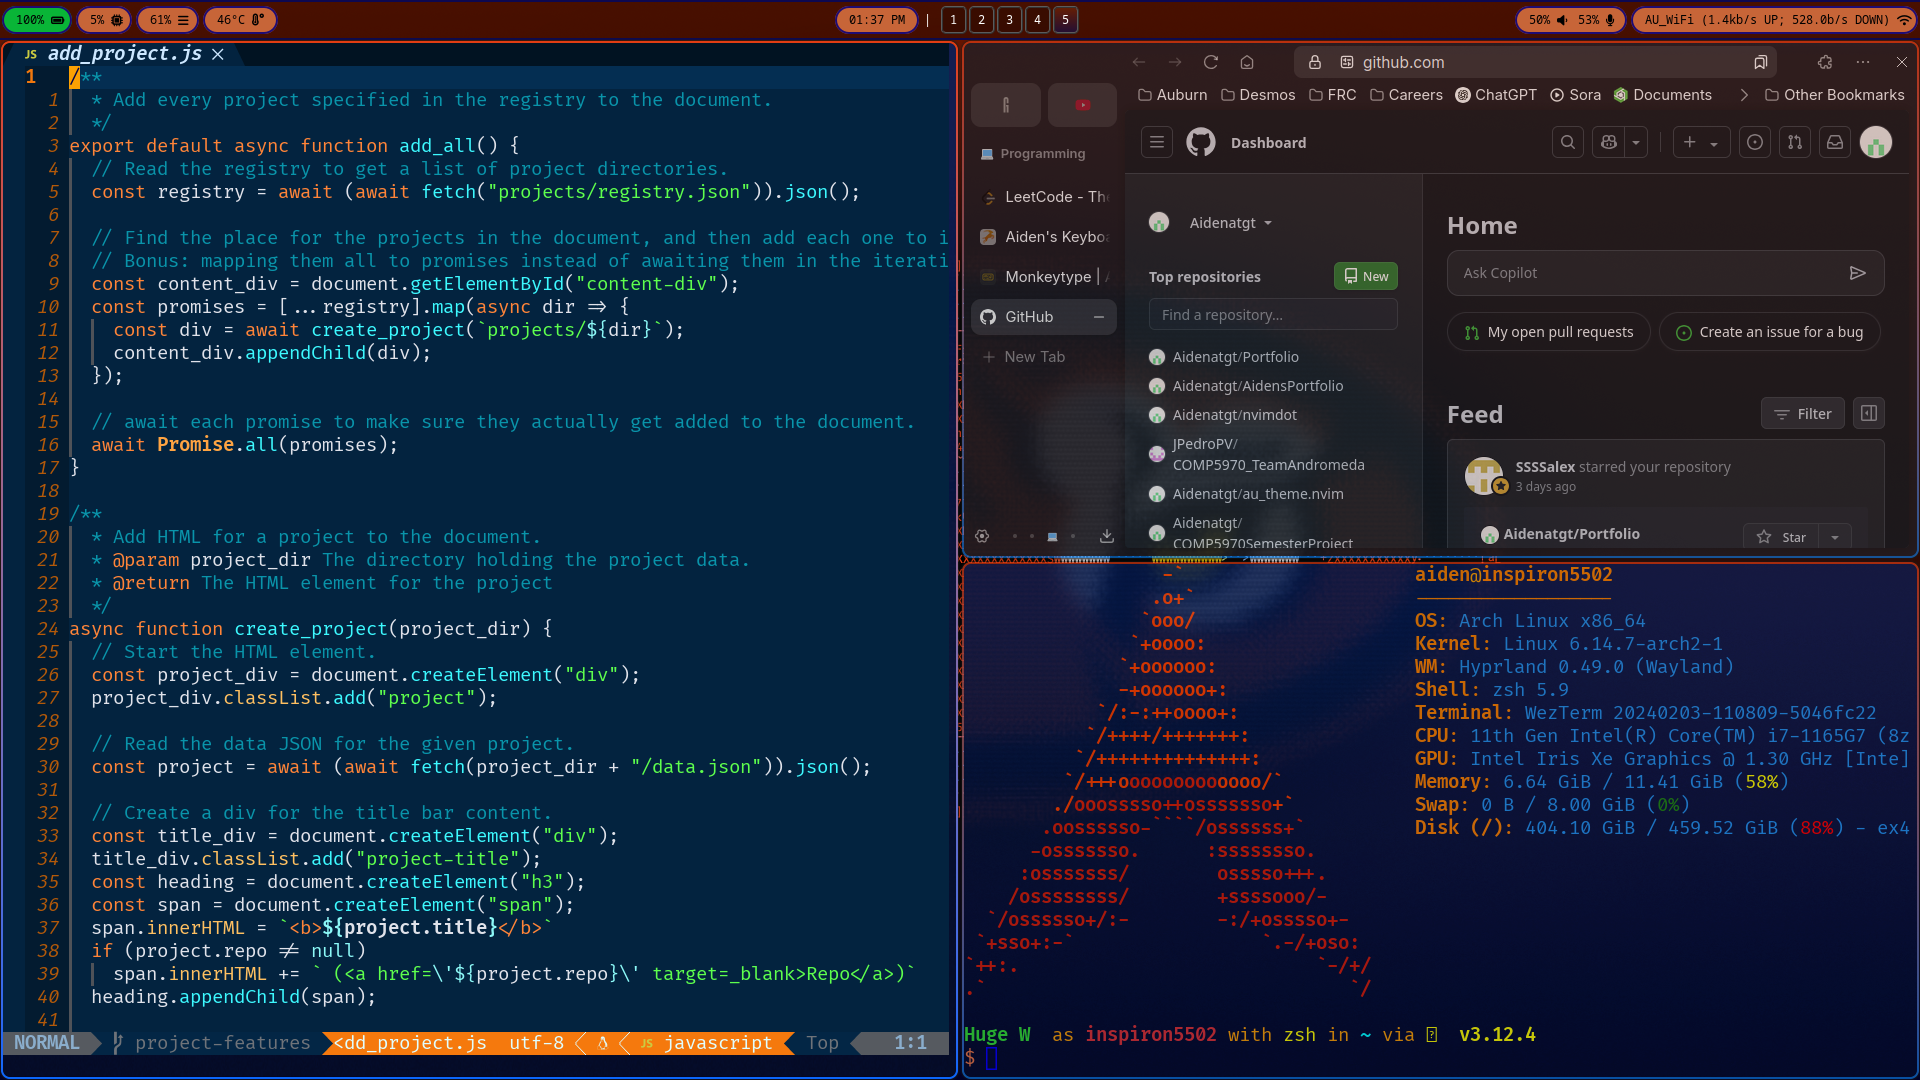 100%
5%
61%
46°C
01:37 PM | 1 2 3 4 5
50% 53%
AU_WiFi (1.4kb/s UP; 528.0b/s DOWN)
JS add_project.js ×
1 /**
1 * Add every project specified in the registry to the document.
2 */
3 export default async function add_all() {
4 // Read the registry to get a list of project directories.
5 const registry = await (await fetch("projects/registry.json")).json();
6
7 // Find the place for the projects in the document, and then add each one to i
8 // Bonus: mapping them all to promises instead of awaiting them in the iterati
9 const content_div = document.getElementById("content-div");
10 const promises = [...registry].map(async dir => {
11 const div = await create_project(`projects/${dir}`);
12 content_div.appendChild(div);
13 });
14
15 // await each promise to make sure they actually get added to the document.
16 await Promise.all(promises);
17 }
18
19 /**
20 * Add HTML for a project to the document.
21 * @param project_dir The directory holding the project data.
22 * @return The HTML element for the project
23 */
24 async function create_project(project_dir) {
25 // Start the HTML element.
26 const project_div = document.createElement("div");
27 project_div.classList.add("project");
28
29 // Read the data JSON for the given project.
30 const project = await (await fetch(project_dir + "/data.json")).json();
31
32 // Create a div for the title bar content.
33 const title_div = document.createElement("div");
34 title_div.classList.add("project-title");
35 const heading = document.createElement("h3");
36 const span = document.createElement("span");
37 span.innerHTML = `<b>${project.title}</b>`
38 if (project.repo != null)
39 span.innerHTML += ` (<a href=\'${project.repo}\' target=_blank>Repo</a>)`
40 heading.appendChild(span);
41
NORMAL project-features <dd_project.js utf-8 JS javascript Top 1:1
github.com
Auburn Desmos FRC Careers ChatGPT Sora Documents Other Bookmarks
Programming
LeetCode - Th
Aiden's Keybo
Monkeytype |
GitHub
New Tab
Dashboard
Aidenatgt
Top repositories New
Find a repository...
Aidenatgt/Portfolio
Aidenatgt/AidensPortfolio
Aidenatgt/nvimdot
JPedroPV/
COMP5970_TeamAndromeda
Aidenatgt/au_theme.nvim
Aidenatgt/
COMP5970SemesterProject
Home
Ask Copilot
My open pull requests
Create an issue for a bug
Feed
Filter
SSSSalex starred your repository
3 days ago
Aidenatgt/Portfolio
Star
-`
.o+`
`ooo/
`+oooo:
`+oooooo:
-+oooooo+:
`/:-:++oooo+:
`/++++/+++++++:
`/++++++++++++++:
`/+++ooooooooooooo/`
./ooosssso++osssssso+`
.oossssso-````/ossssss+`
-osssssso. :ssssssso.
:osssssss/ osssso+++.
/ossssssss/ +ssssooo/-
`/ossssso+/:- -:/+osssso+-
`+sso+:-` `.-/+oso:
`++:. `-/+/
.` `/
aiden@inspiron5502
OS: Arch Linux x86_64
Kernel: Linux 6.14.7-arch2-1
WM: Hyprland 0.49.0 (Wayland)
Shell: zsh 5.9
Terminal: WezTerm 20240203-110809-5046fc22
CPU: 11th Gen Intel(R) Core(TM) i7-1165G7 (8z
GPU: Intel Iris Xe Graphics @ 1.30 GHz [Inte]
Memory: 6.64 GiB / 11.41 GiB (58%)
Swap: 0 B / 8.00 GiB (0%)
Disk (/): 404.10 GiB / 459.52 GiB (88%) - ex4
Huge W as inspiron5502 with zsh in ~ via v3.12.4
$